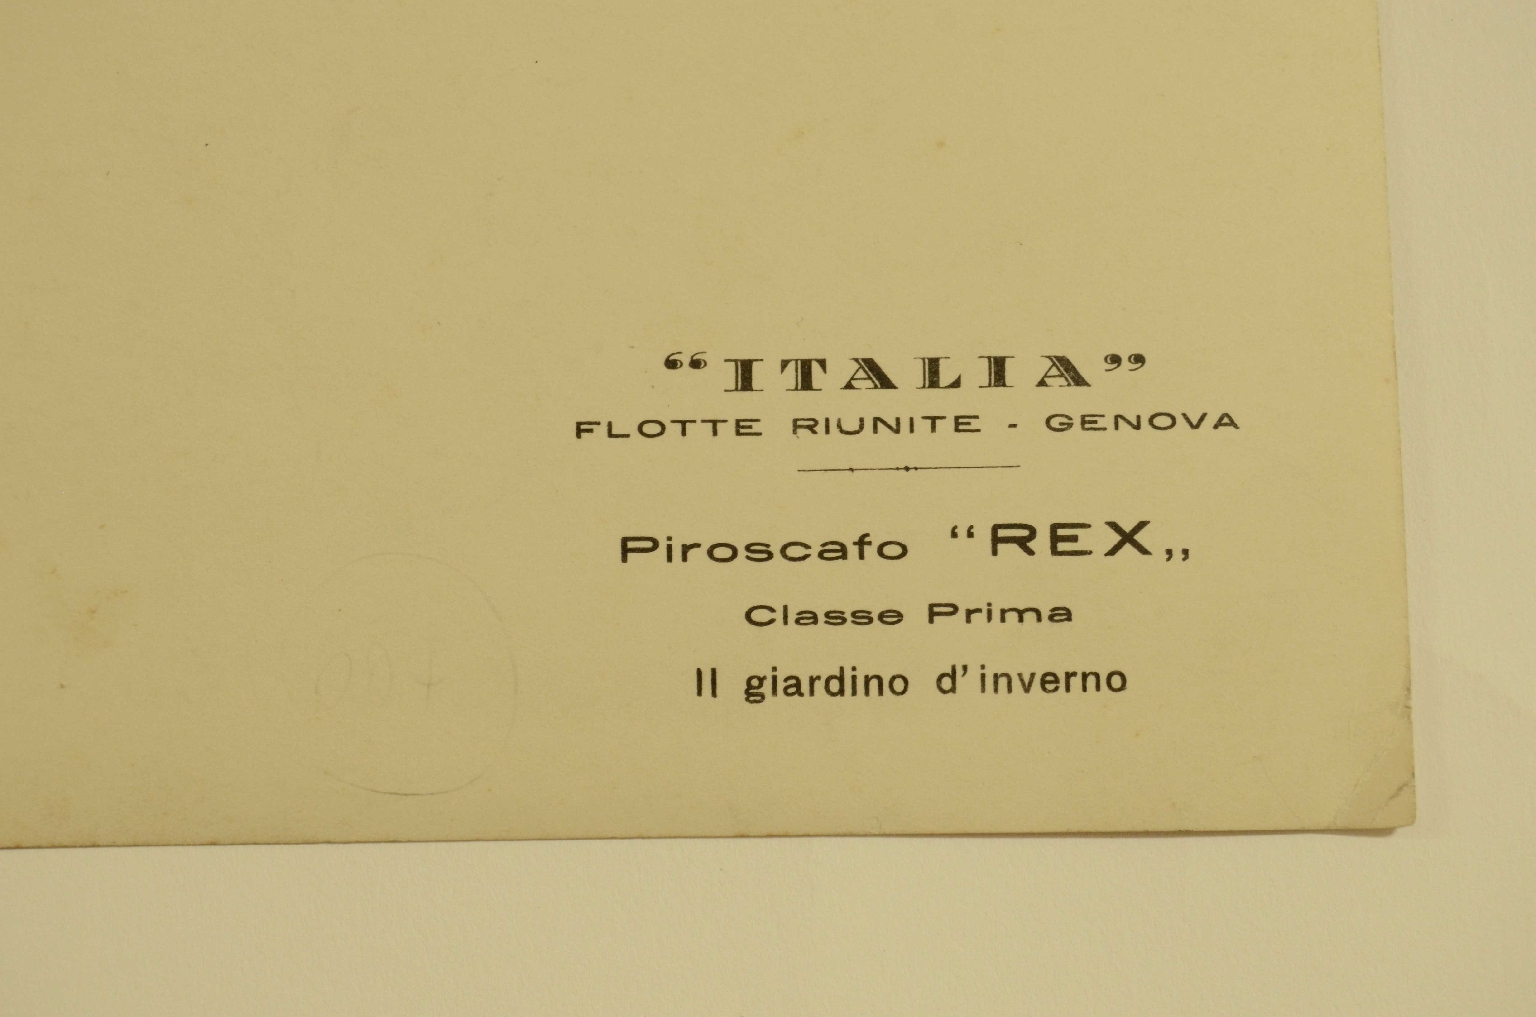 “ITALIA”
FLOTTE RIUNITE - GENOVA
Piroscafo “REX„
Classe Prima
Il giardino d'inverno